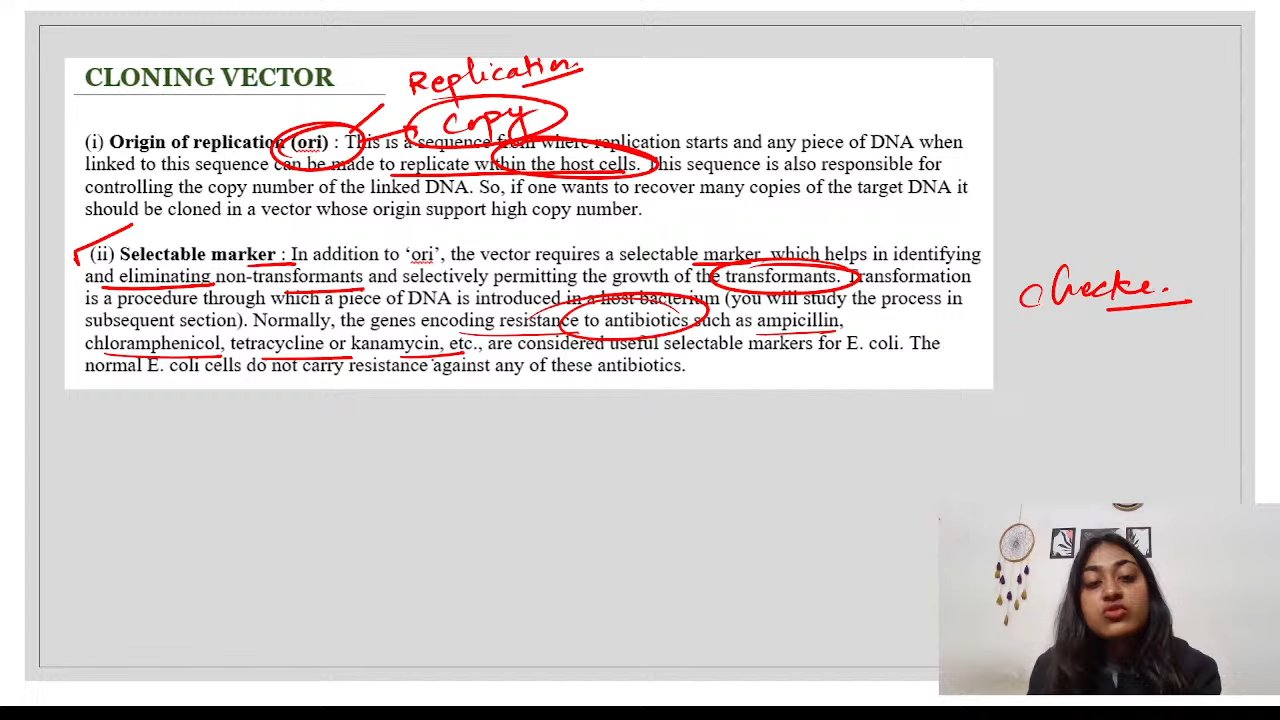 CLONING VECTOR
Replication.
copy
(i) Origin of replication (ori) : This is a sequence from where replication starts and any piece of DNA when
linked to this sequence can be made to replicate within the host cells. This sequence is also responsible for
controlling the copy number of the linked DNA. So, if one wants to recover many copies of the target DNA it
should be cloned in a vector whose origin support high copy number.
(ii) Selectable marker : In addition to ‘ori’, the vector requires a selectable marker, which helps in identifying
and eliminating non-transformants and selectively permitting the growth of the transformants. Transformation
is a procedure through which a piece of DNA is introduced in a host bacterium (you will study the process in
subsequent section). Normally, the genes encoding resistance to antibiotics such as ampicillin,
chloramphenicol, tetracycline or kanamycin, etc., are considered useful selectable markers for E. coli. The
normal E. coli cells do not carry resistance against any of these antibiotics.
Checke.